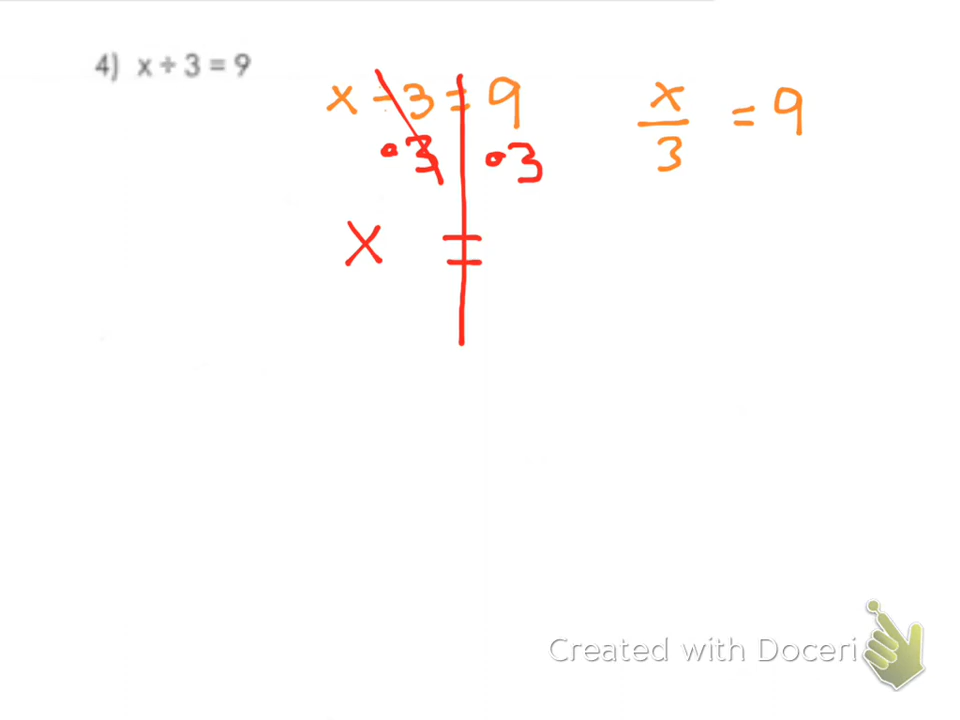 4) x ÷ 3 = 9
x ÷ 3 = 9
• 3 • 3
x =
x
3
= 9
Created with Doceri